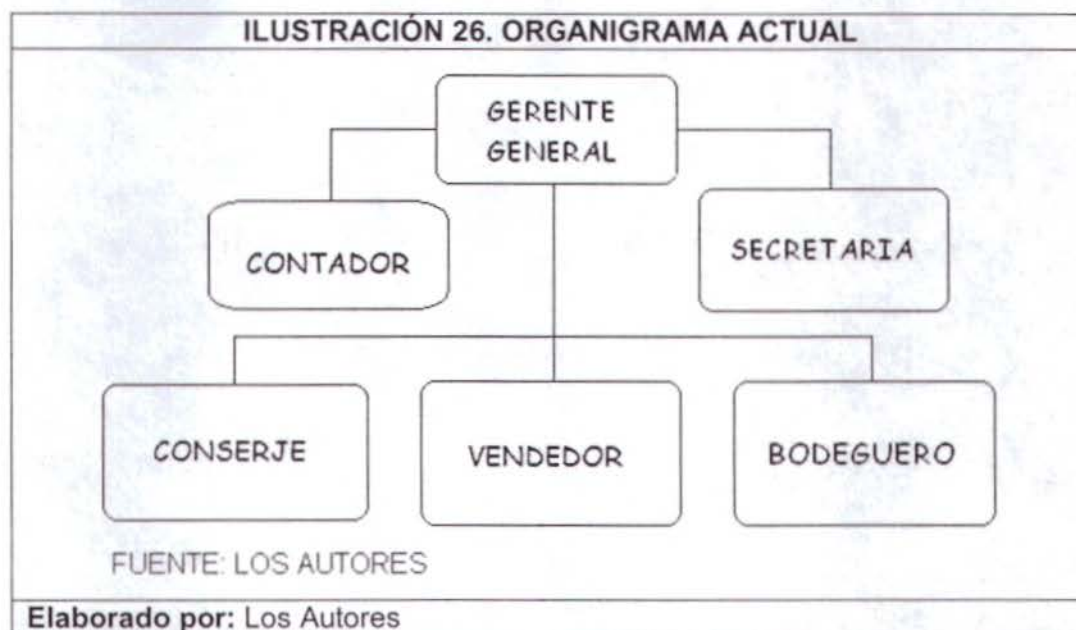 ILUSTRACIÓN 26. ORGANIGRAMA ACTUAL
GERENTE
GENERAL
CONTADOR
SECRETARIA
CONSERJE
VENDEDOR
BODEGUERO
FUENTE: LOS AUTORES
Elaborado por: Los Autores